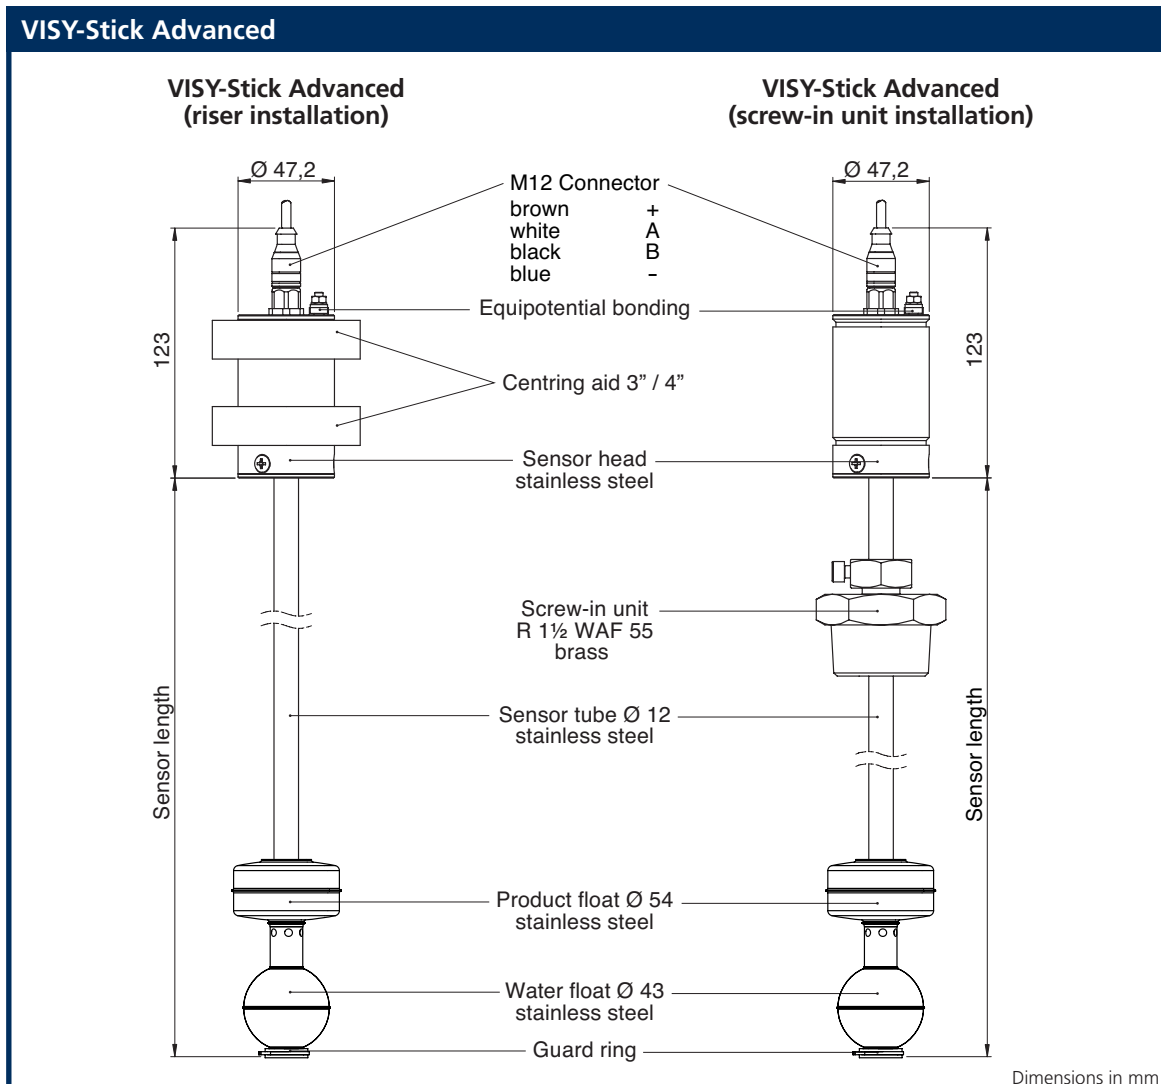 VISY-Stick Advanced
VISY-Stick Advanced
(riser installation)
VISY-Stick Advanced
(screw-in unit installation)
Ø 47,2
Ø 47,2
M12 Connector
brown +
white A
black B
blue -
Equipotential bonding
123
123
Centring aid 3” / 4”
Sensor head
stainless steel
Screw-in unit
R 1½ WAF 55
brass
Sensor length
Sensor length
Sensor tube Ø 12
stainless steel
Product float Ø 54
stainless steel
Water float Ø 43
stainless steel
Guard ring
Dimensions in mm